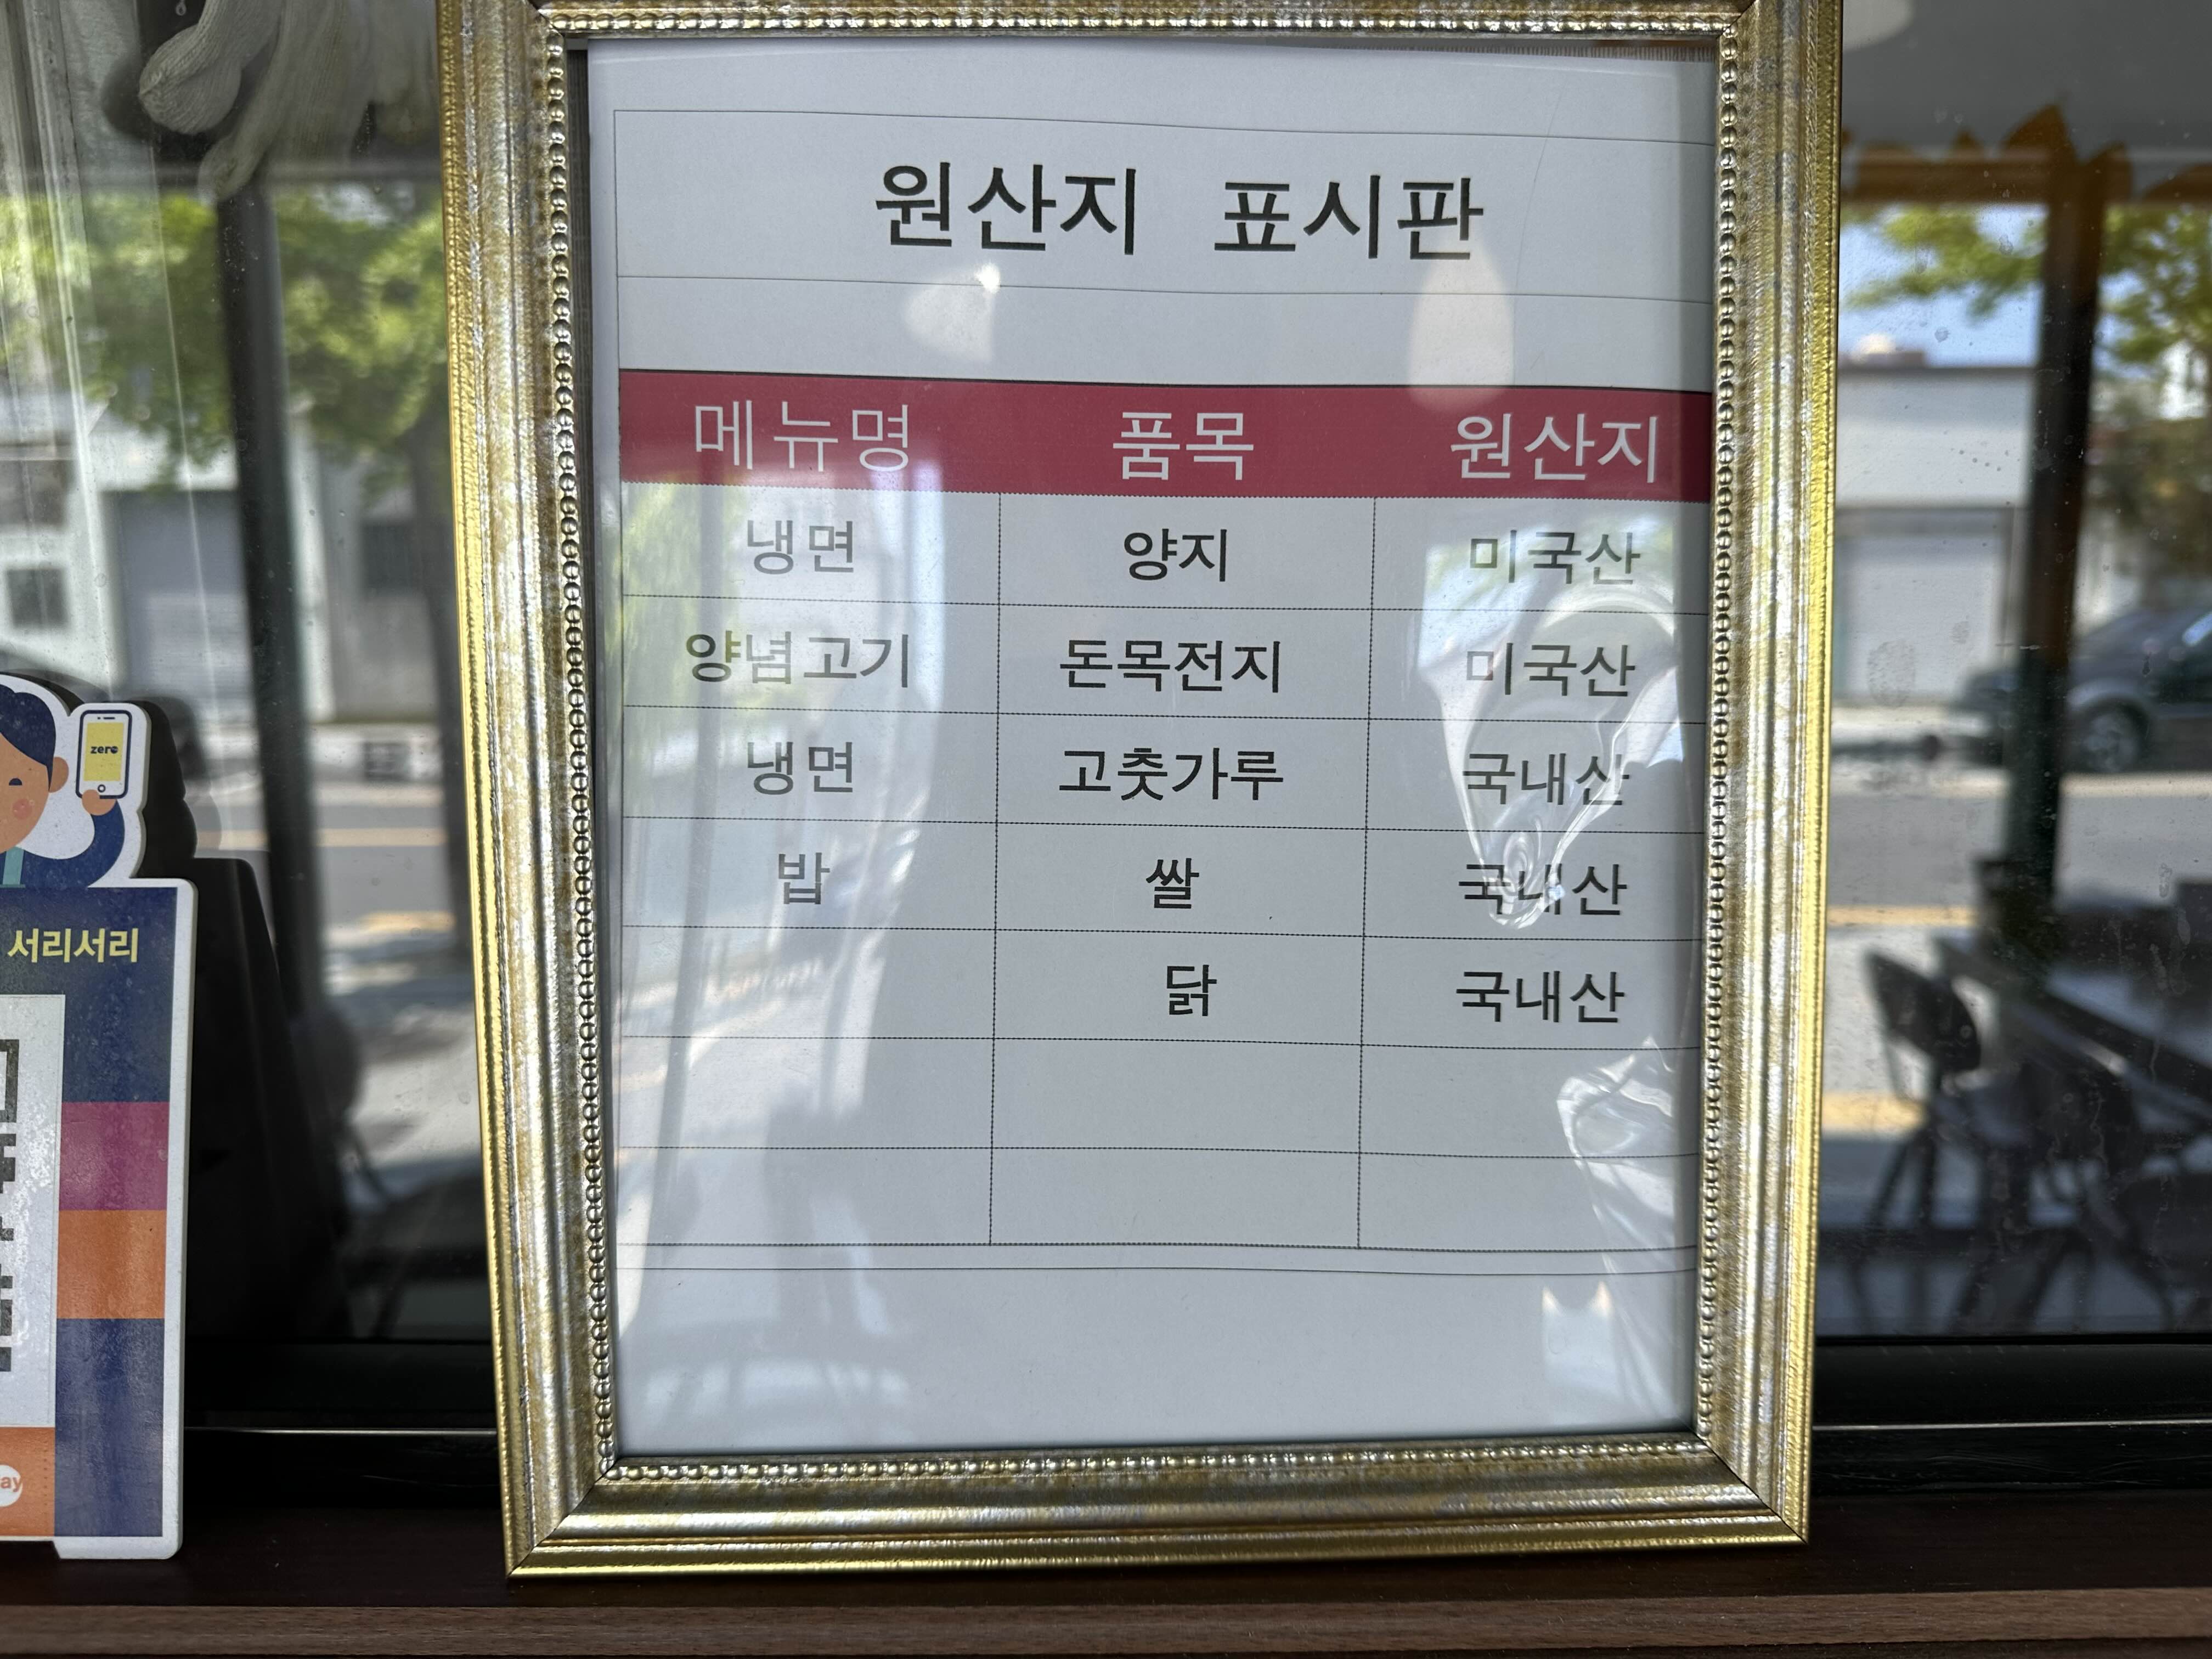 원산지 표시판
메뉴명 품목 원산지
냉면 양지 미국산
양념고기 돈목전지 미국산
냉면 고춧가루 국내산
밥 쌀 국내산
닭 국내산
zero
서리서리
ay